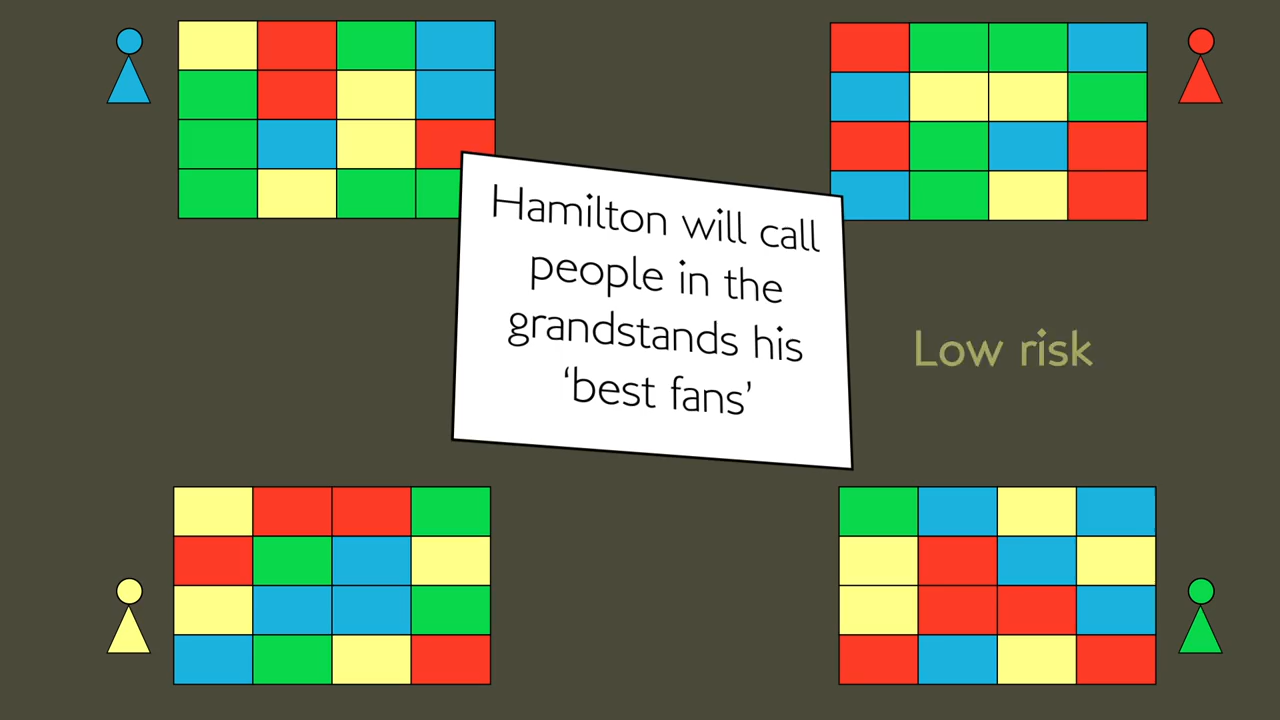 Hamilton will call
people in the
grandstands his
‘best fans’
Low risk